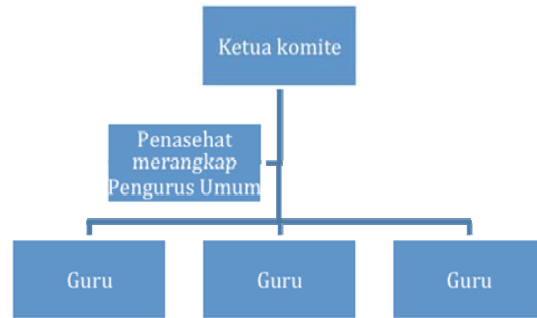 Ketua komite
Penasehat
merangkap
Pengurus Umum
Guru
Guru
Guru